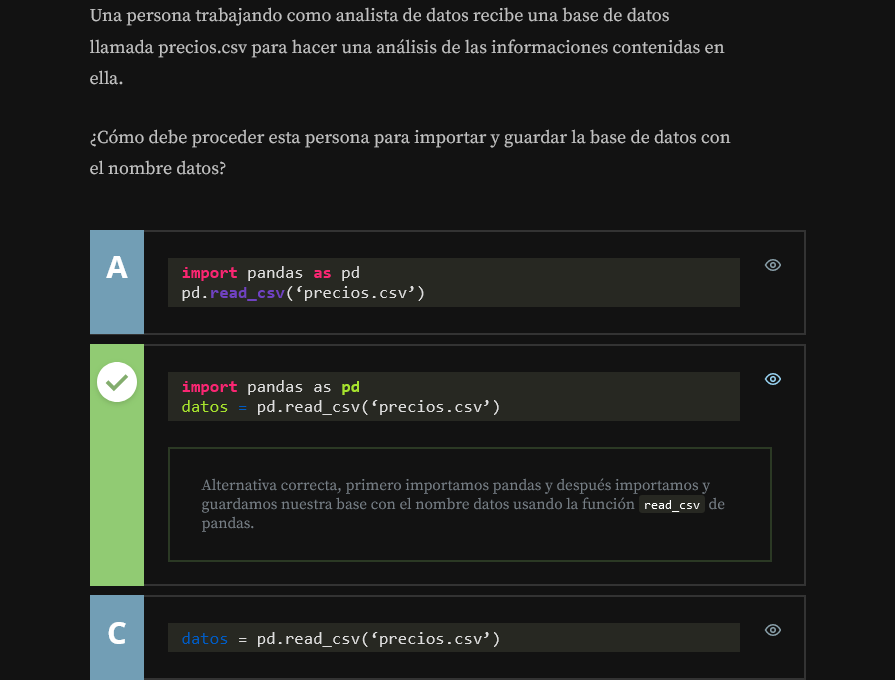 Una persona trabajando como analista de datos recibe una base de datos
llamada precios.csv para hacer una análisis de las informaciones contenidas en
ella.
¿Cómo debe proceder esta persona para importar y guardar la base de datos con
el nombre datos?
A
import pandas as pd
pd.read_csv(‘precios.csv’)
import pandas as pd
datos = pd.read_csv(‘precios.csv’)
Alternativa correcta, primero importamos pandas y después importamos y
guardamos nuestra base con el nombre datos usando la función read_csv de
pandas.
C
datos = pd.read_csv(‘precios.csv’)